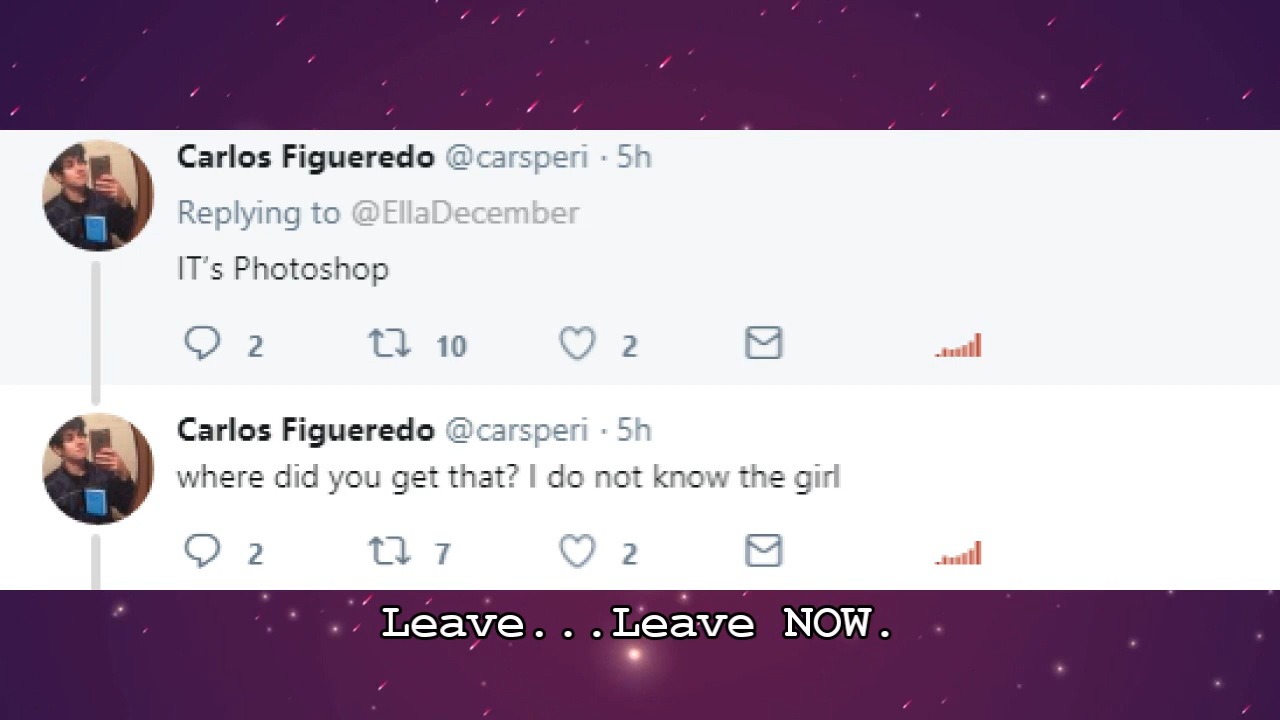 Carlos Figueredo @carsperi · 5h
Replying to @EllaDecember
IT's Photoshop
2 10 2
Carlos Figueredo @carsperi · 5h
where did you get that? I do not know the girl
2 7 2
Leave...Leave NOW.